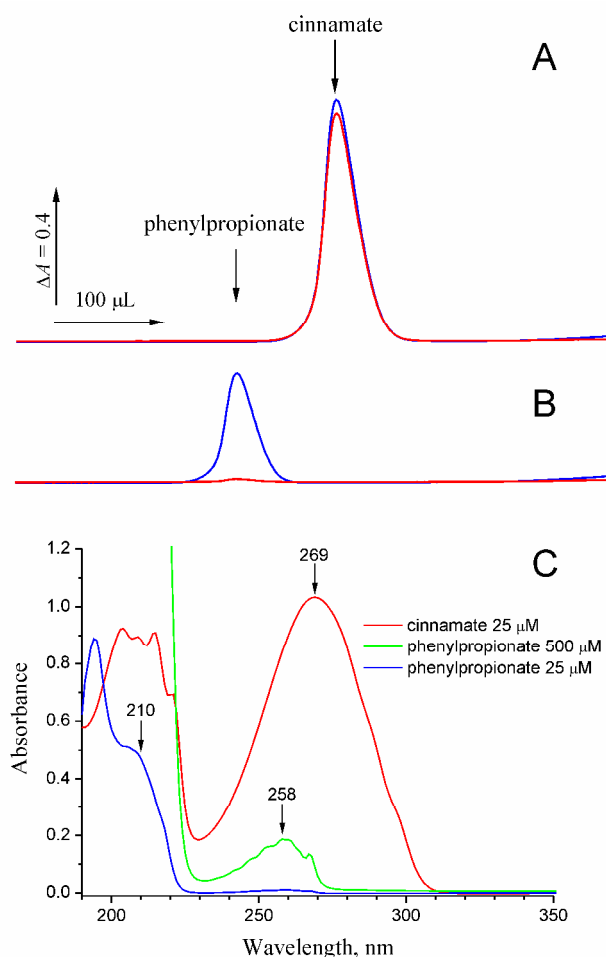 cinnamate
A
phenylpropionate
ΔA = 0.4
100 μL
B
C
1.2
1.0
0.8
0.6
0.4
0.2
0.0
Absorbance
269
210
258
cinnamate 25 μM
phenylpropionate 500 μM
phenylpropionate 25 μM
200
250
300
350
Wavelength, nm